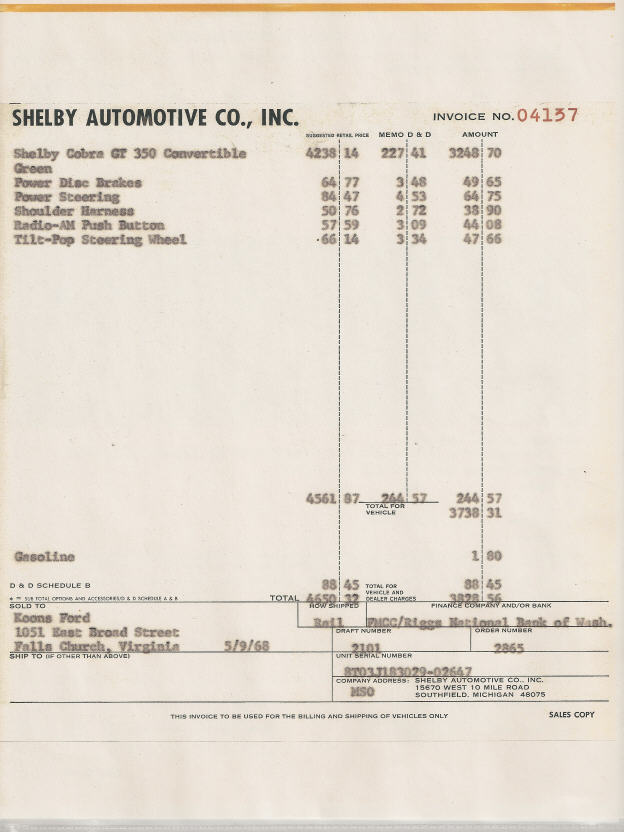 SHELBY AUTOMOTIVE CO., INC. INVOICE NO. 04137
SUGGESTED RETAIL PRICE MEMO D & D AMOUNT
Shelby Cobra GT 350 Convertible 4238 14 227 41 3248 70
Green
Power Disc Brakes 64 77 3 48 49 65
Power Steering 84 47 4 53 64 75
Shoulder Harness 50 76 2 72 38 90
Radio-AM Push Button 57 59 3 09 44 08
Tilt-Pop Steering Wheel 66 14 3 34 47 66
4561 87 244 57 244 57
TOTAL FOR
VEHICLE 3738 31
Gasoline 1 80
D & D SCHEDULE B 88 45 TOTAL FOR 88 45
VEHICLE AND
* SUB TOTAL OPTIONS AND ACCESSORIES/D & D SCHEDULE A & B TOTAL 4650 32 DEALER CHARGES 3828 56
SOLD TO HOW SHIPPED FINANCE COMPANY AND/OR BANK
Koons Ford Rail FMCC/Riggs National Bank of Wash.
1051 East Broad Street DRAFT NUMBER ORDER NUMBER
Falls Church, Virginia 5/9/68 2101 2865
SHIP TO (IF OTHER THAN ABOVE) UNIT SERIAL NUMBER
8T03J183029-02647
COMPANY ADDRESS: SHELBY AUTOMOTIVE CO., INC.
MSO 15670 WEST 10 MILE ROAD
SOUTHFIELD, MICHIGAN 48075
THIS INVOICE TO BE USED FOR THE BILLING AND SHIPPING OF VEHICLES ONLY SALES COPY